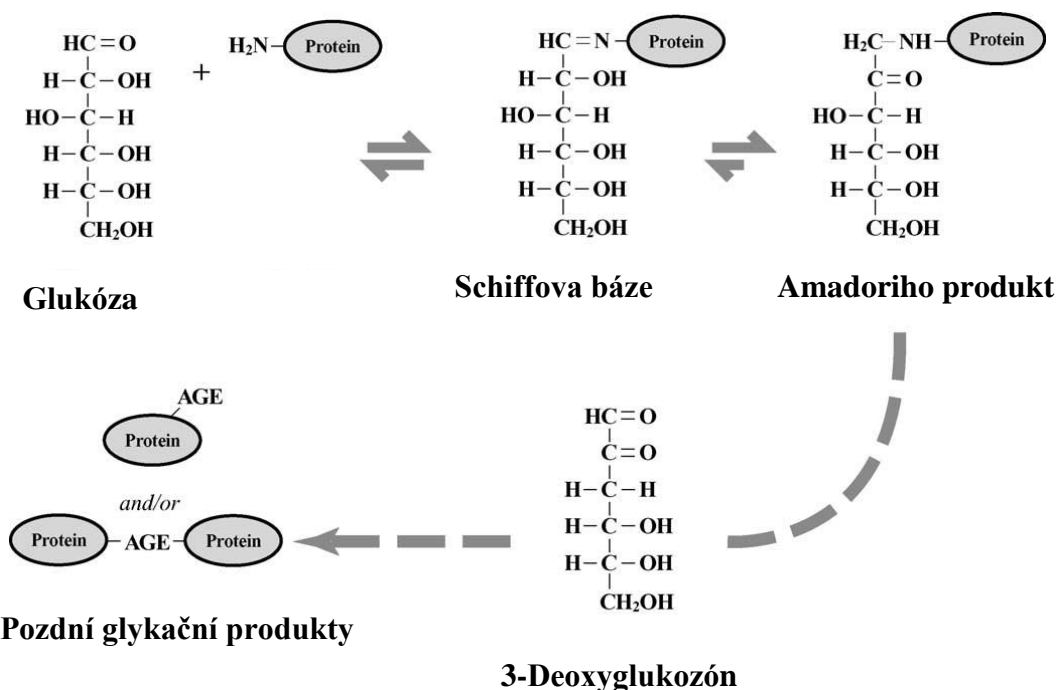 HC=O
H-C-OH
HO-C-H
H-C-OH
H-C-OH
CH₂OH
+
H₂N-Protein
Glukóza
HC=N-Protein
H-C-OH
HO-C-H
H-C-OH
H-C-OH
CH₂OH
Schiffova báze
H₂C-NH-Protein
C=O
HO-C-H
H-C-OH
H-C-OH
CH₂OH
Amadoriho produkt
AGE
Protein
and/or
Protein-AGE-Protein
Pozdní glykační produkty
HC=O
C=O
H-C-H
H-C-OH
H-C-OH
CH₂OH
3-Deoxyglukozón